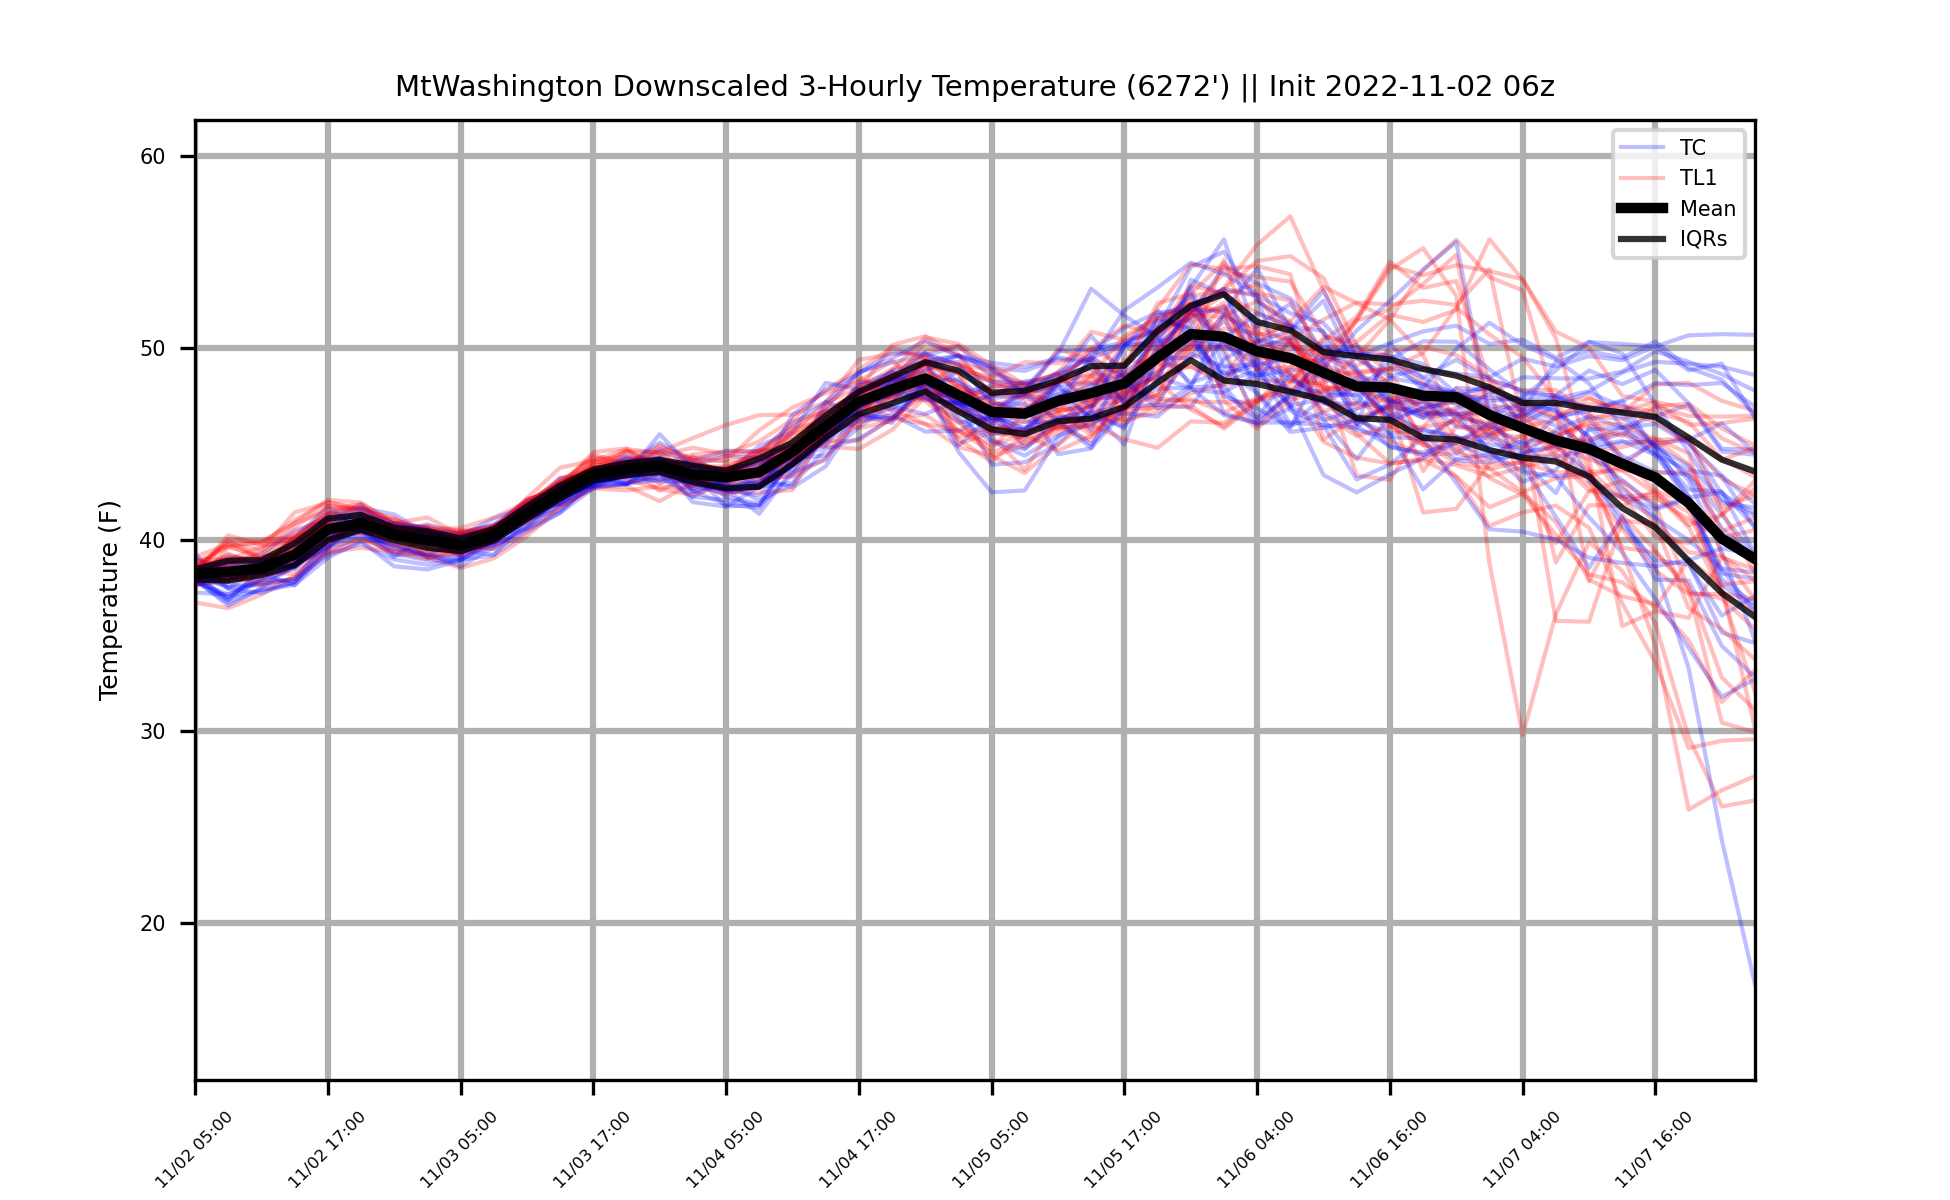 MtWashington Downscaled 3-Hourly Temperature (6272') || Init 2022-11-02 06z
TC
TL1
Mean
IQRs
Temperature (F)
60
50
40
30
20
11/02 05:00
11/02 17:00
11/03 05:00
11/03 17:00
11/04 05:00
11/04 17:00
11/05 05:00
11/05 17:00
11/06 04:00
11/06 16:00
11/07 04:00
11/07 16:00